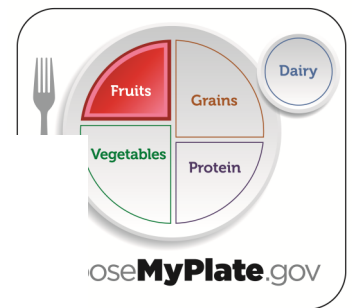 Dairy
Fruits
Grains
Vegetables
Protein
oseMyPlate.gov